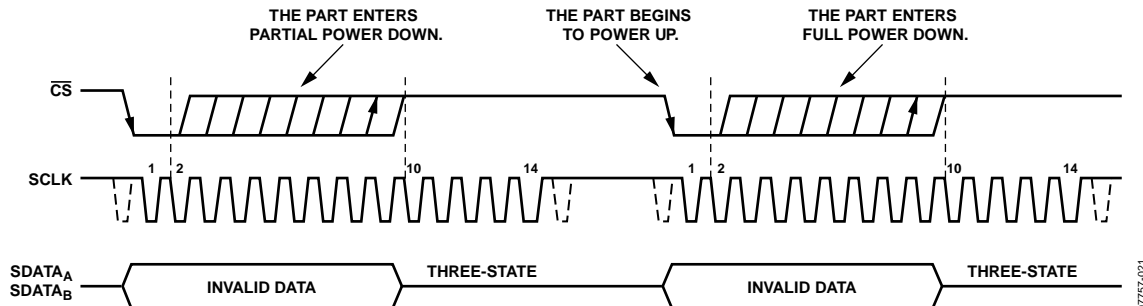 THE PART ENTERS
PARTIAL POWER DOWN.
THE PART BEGINS
TO POWER UP.
THE PART ENTERS
FULL POWER DOWN.
CS
1 2 10 14 1 2 10 14
SCLK
SDATAA
SDATAB
INVALID DATA
THREE-STATE
INVALID DATA
THREE-STATE